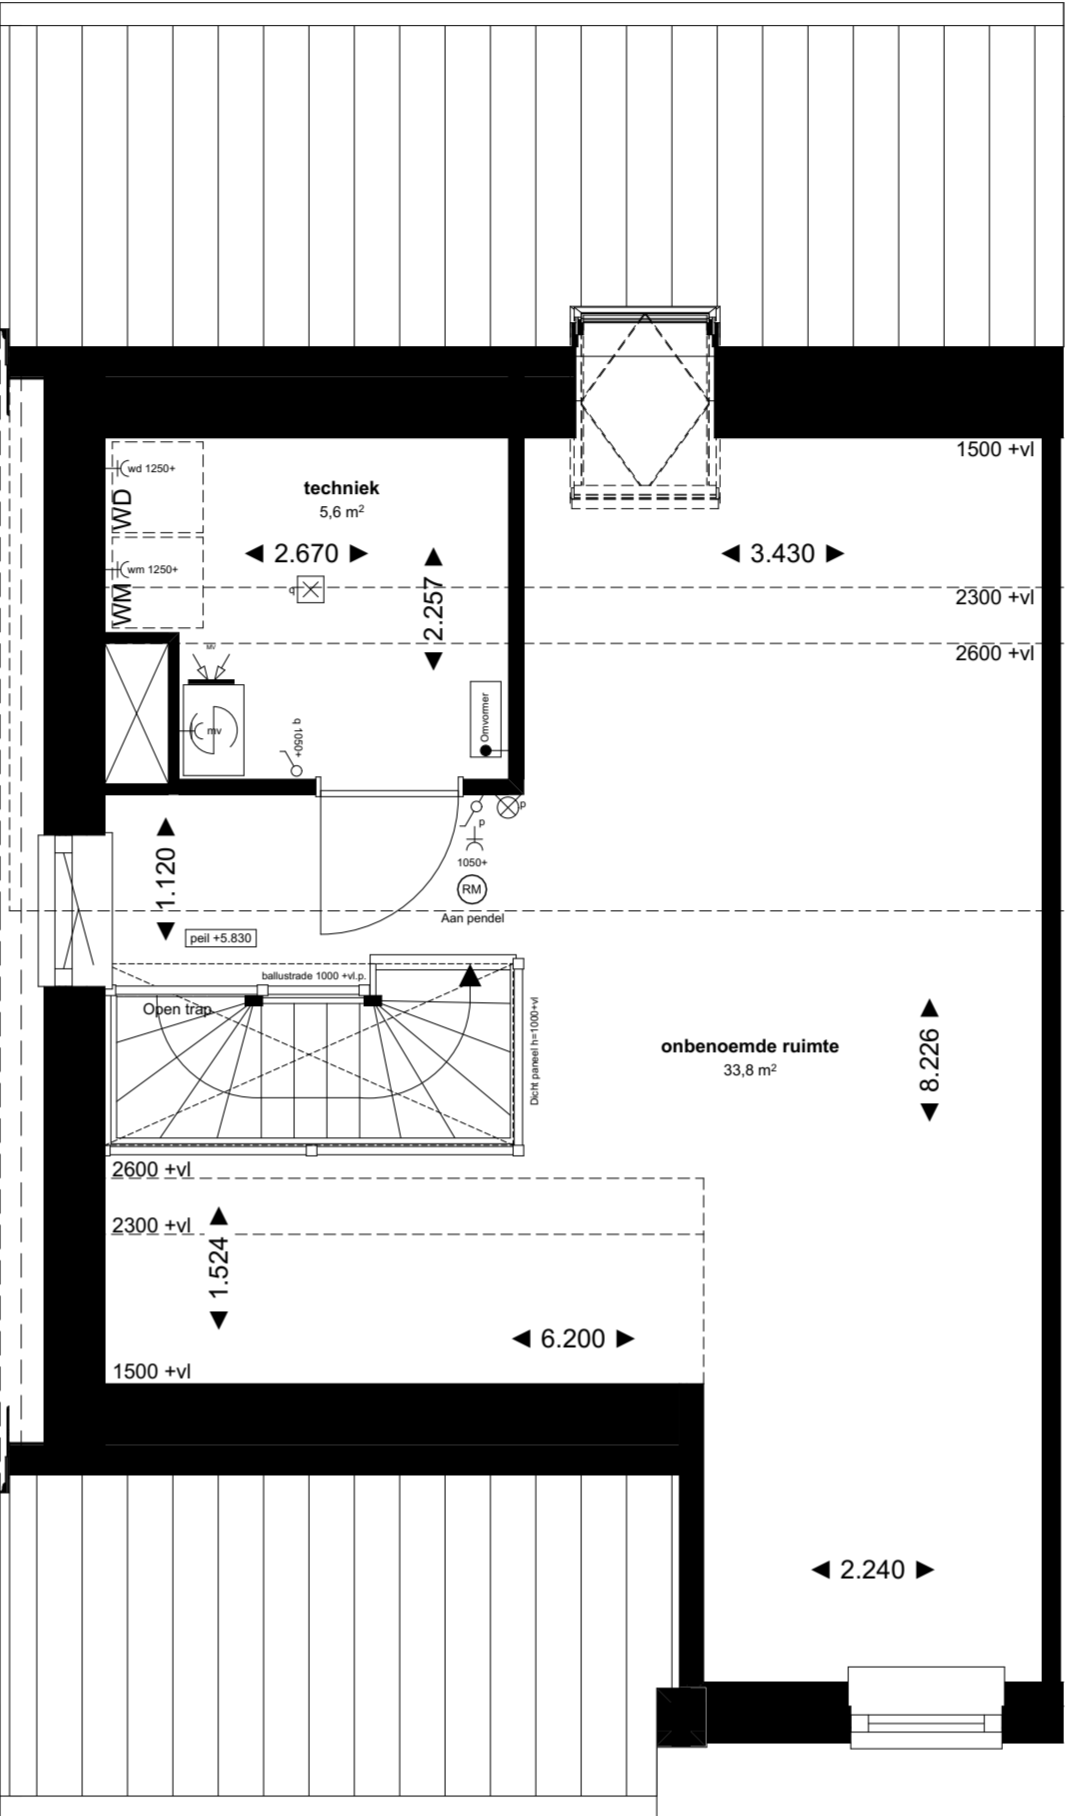 1500 +vl
wd 1250+
WD
techniek
5,6 m²
2.670
3.430
wm 1250+
WM
q
2.257
2300 +vl
2600 +vl
MV
mv
q 1050+
Omvormer
p
p
1050+
RM
Aan pendel
1.120
peil +5.830
ballustrade 1000 +vl.p.
Open trap
Dicht paneel h=1000+vl
onbenoemde ruimte
33,8 m²
8.226
2600 +vl
2300 +vl
1.524
6.200
1500 +vl
2.240